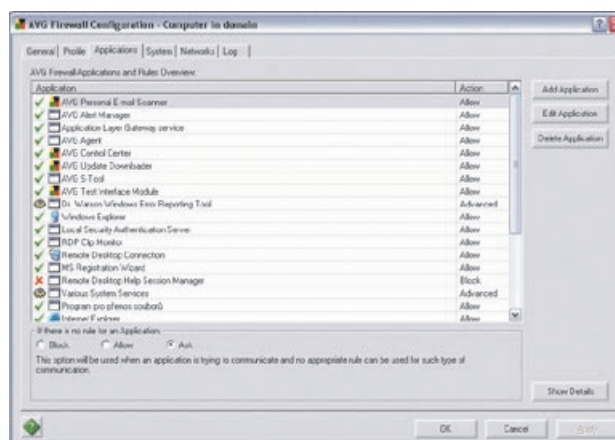 AVG Firewall Configuration - Computer in domain
General Profile Applications System Networks Log
AVG Firewall Applications and Rules Overview:
Application Action
AVG Personal E-mail Scanner Allow
AVG Alert Manager Allow
Application Layer Gateway service Allow
AVG Agent Allow
AVG Control Center Allow
AVG Update Downloader Allow
AVG S-Tool Allow
AVG Test Interface Module Allow
Dr. Watson Windows Error Reporting Tool Advanced
Windows Explorer Allow
Local Security Authentication Server Allow
RDP Clip Monitor Allow
Remote Desktop Connection Allow
MS Registration Wizard Allow
Remote Desktop Help Session Manager Block
Various System Services Advanced
Program pro přenos souborů Allow
Internet Explorer Allow
Add Application
Edit Application
Delete Application
If there is no rule for an Application:
Block Allow Ask
This option will be used when an application is trying to communicate and no appropriate rule can be used for such type of
communication.
Show Details
OK Cancel Apply